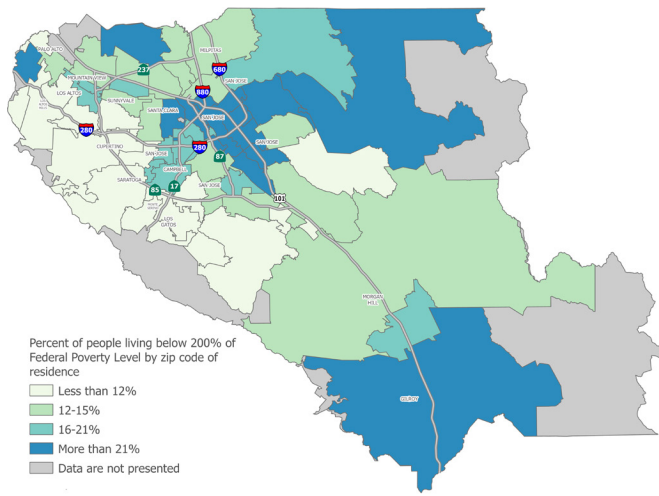 PALO ALTO
MILPITAS
237
680
MOUNTAIN VIEW
SAN JOSE
LOS ALTOS
880
SUNNYVALE
SANTA CLARA
SAN JOSE
280
SAN JOSE
CUPERTINO
280
SAN JOSE
87
CAMPBELL
SARATOGA
85
17
SAN JOSE
101
LOS
GATOS
MORGAN
HILL
GILROY
Percent of people living below 200% of
Federal Poverty Level by zip code of
residence
Less than 12%
12-15%
16-21%
More than 21%
Data are not presented